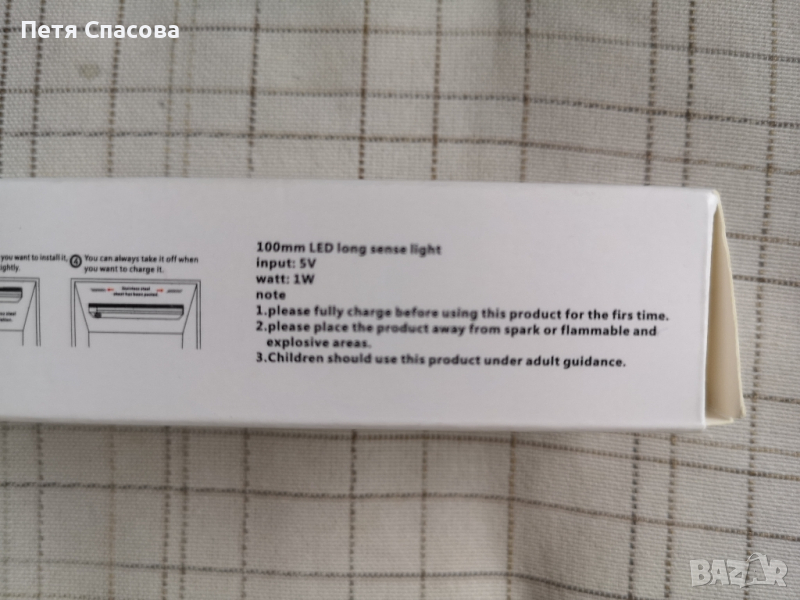 Петя Спасова
you want to install it,
ightly.
4 You can always take it off when
you want to charge it.
100mm LED long sense light
input: 5V
watt: 1W
note
1.please fully charge before using this product for the firs time.
2.please place the product away from spark or flammable and
explosive areas.
3.Children should use this product under adult guidance.
BAZAR